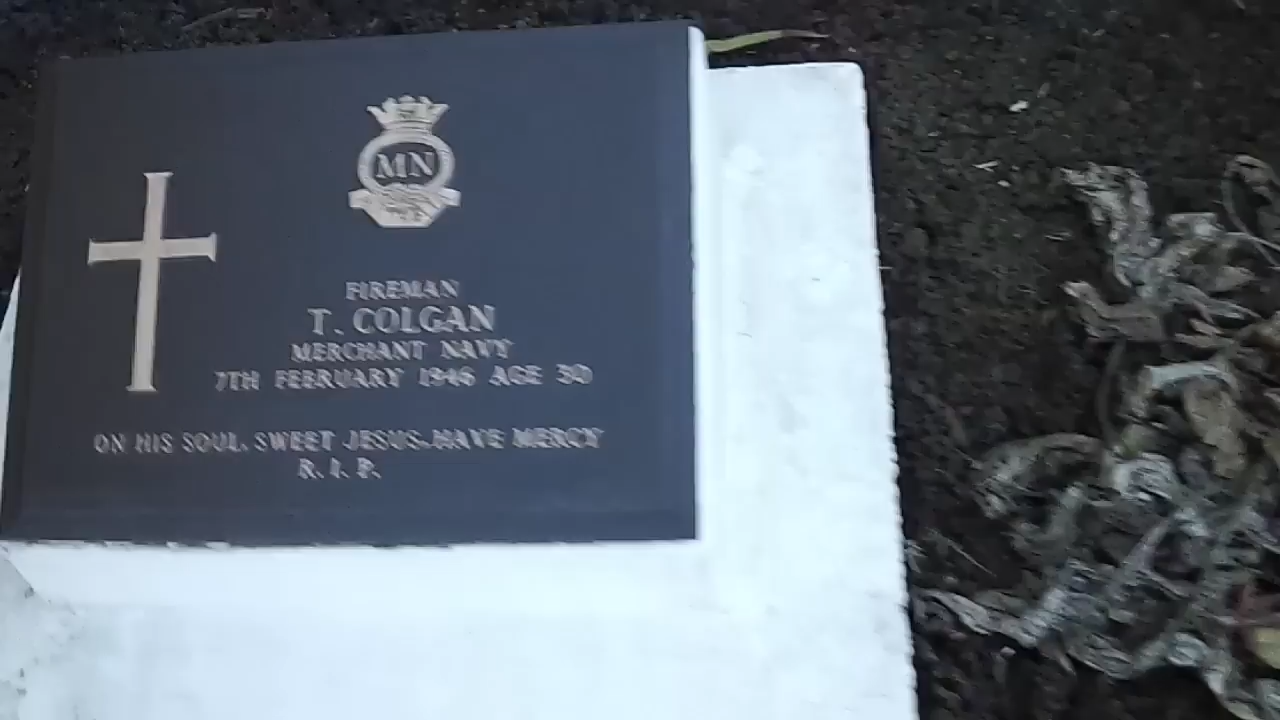 MN
FIREMAN
T. COLGAN
MERCHANT NAVY
7TH FEBRUARY 1946 AGE 30
ON HIS SOUL, SWEET JESUS, HAVE MERCY
R. I. P.